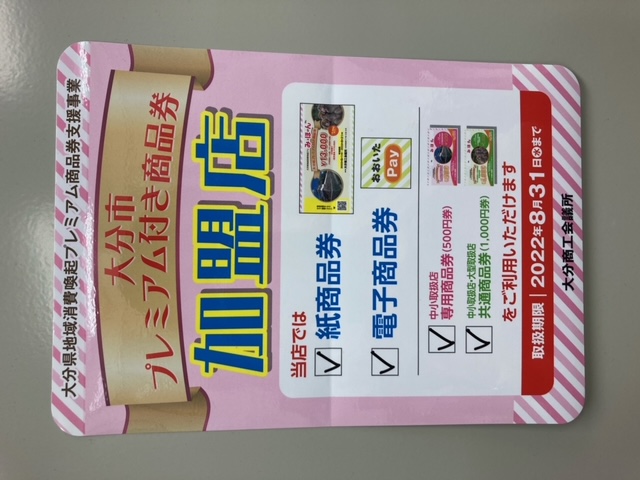 大分県地域消費喚起プレミアム商品券支援事業
大分市
プレミアム付き商品券
加盟店
当店では
紙商品券
み・ほ・ん
¥13,000
電子商品券
おおいた
Pay
中小取扱店
専用商品券(500円券)
中小取扱店・大型取扱店
共通商品券(1,000円券)
をご利用いただけます
取扱期限 2022年8月31日(水)まで
大分商工会議所